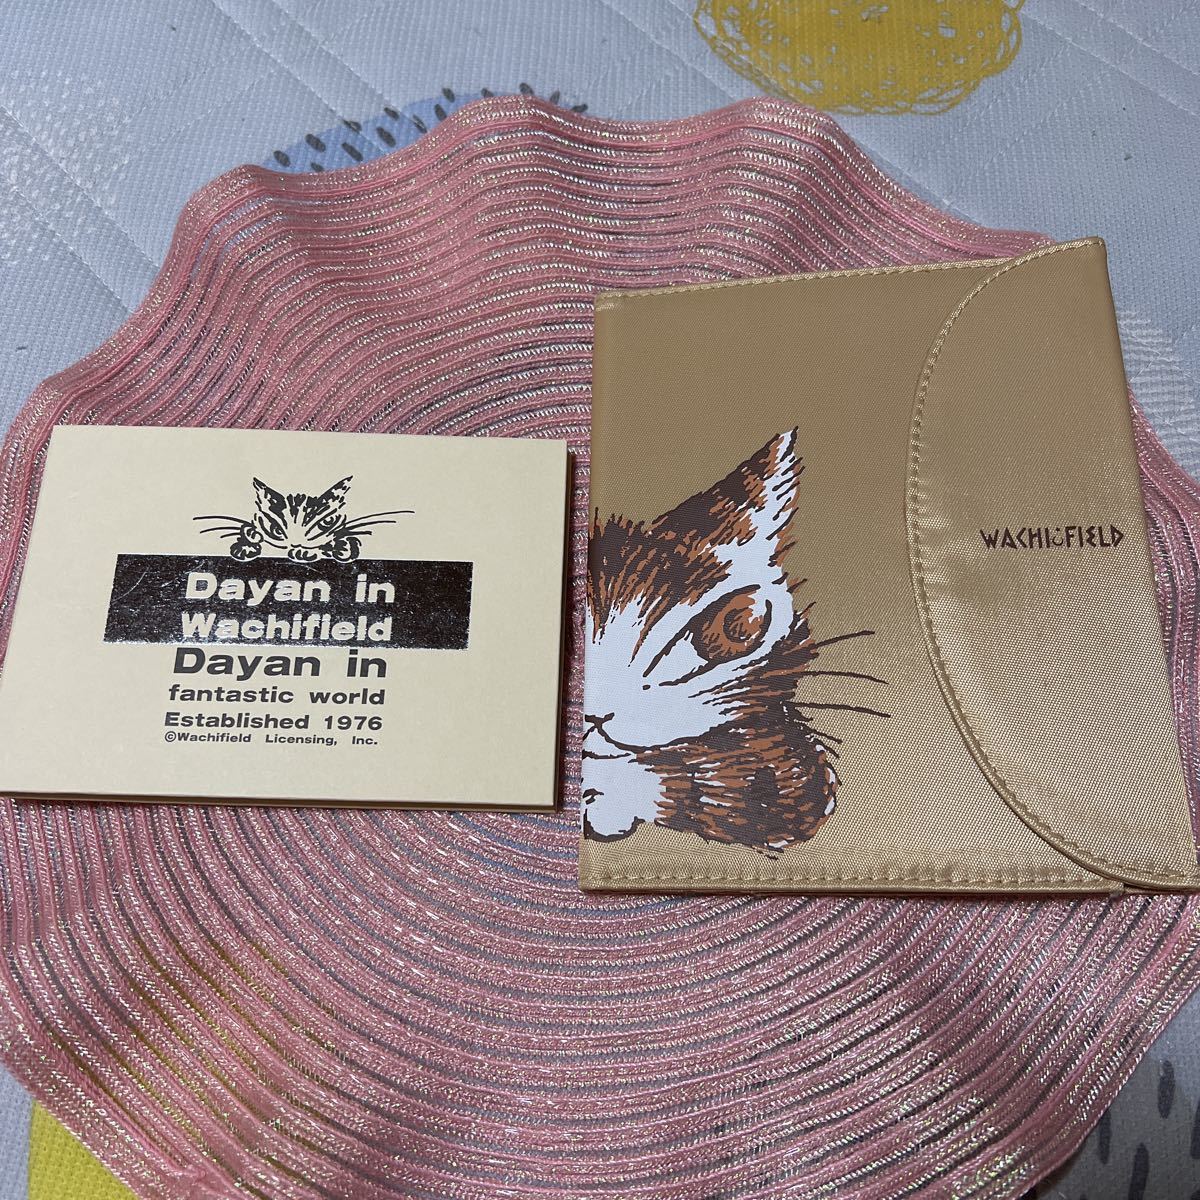 Dayan in
Wachifield
Dayan in
fantastic world
Established 1976
©Wachifield Licensing, Inc.
WACHIFIELD